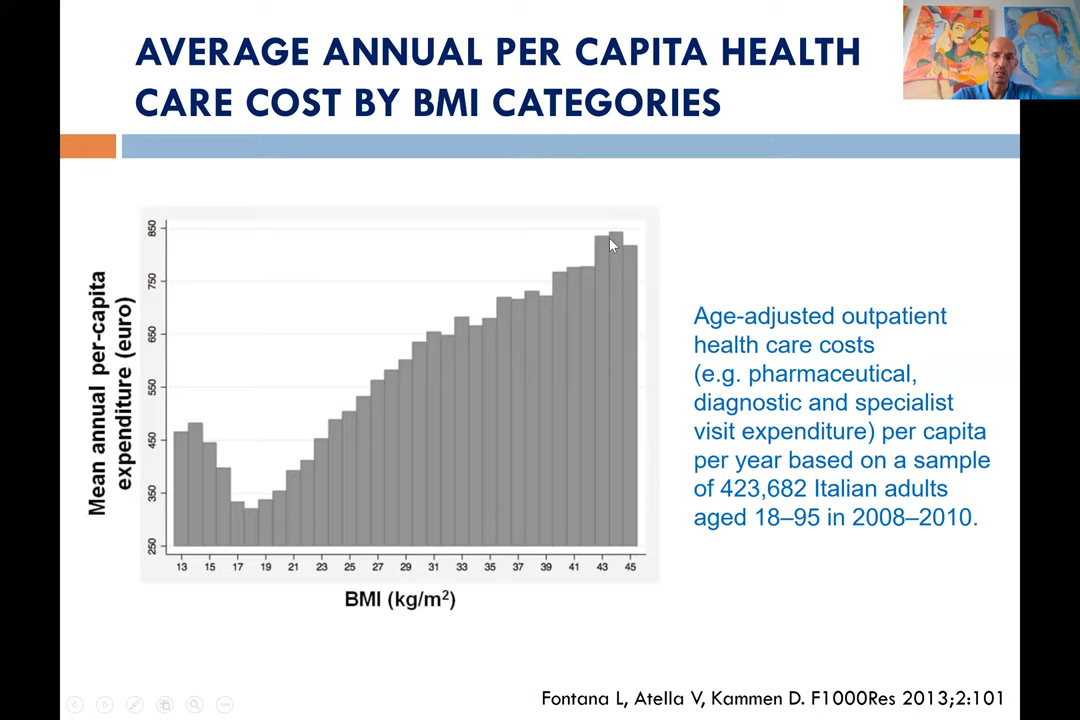 AVERAGE ANNUAL PER CAPITA HEALTH
CARE COST BY BMI CATEGORIES
Mean annual per-capita
expenditure (euro)
850
750
650
550
450
350
250
13 15 17 19 21 23 25 27 29 31 33 35 37 39 41 43 45
BMI (kg/m²)
Age-adjusted outpatient
health care costs
(e.g. pharmaceutical,
diagnostic and specialist
visit expenditure) per capita
per year based on a sample
of 423,682 Italian adults
aged 18–95 in 2008–2010.
Fontana L, Atella V, Kammen D. F1000Res 2013;2:101